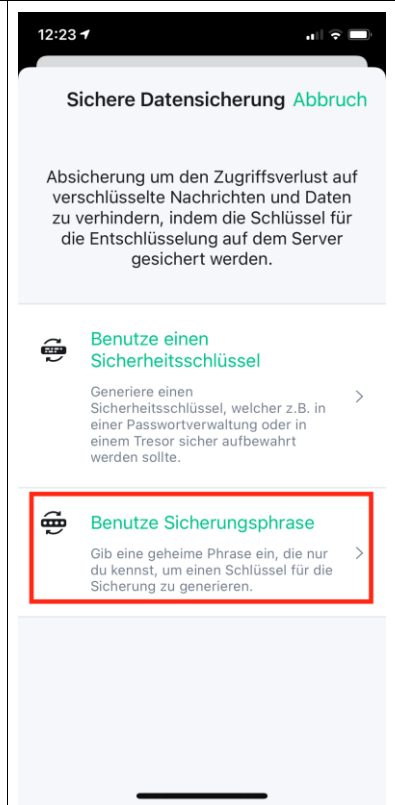 12:23
Sichere Datensicherung Abbruch
Absicherung um den Zugriffsverlust auf
verschlüsselte Nachrichten und Daten
zu verhindern, indem die Schlüssel für
die Entschlüsselung auf dem Server
gesichert werden.
Benutze einen
Sicherheitsschlüssel
Generiere einen
Sicherheitsschlüssel, welcher z.B. in
einer Passwortverwaltung oder in
einem Tresor sicher aufbewahrt
werden sollte.
Benutze Sicherungsphrase
Gib eine geheime Phrase ein, die nur
du kennst, um einen Schlüssel für die
Sicherung zu generieren.